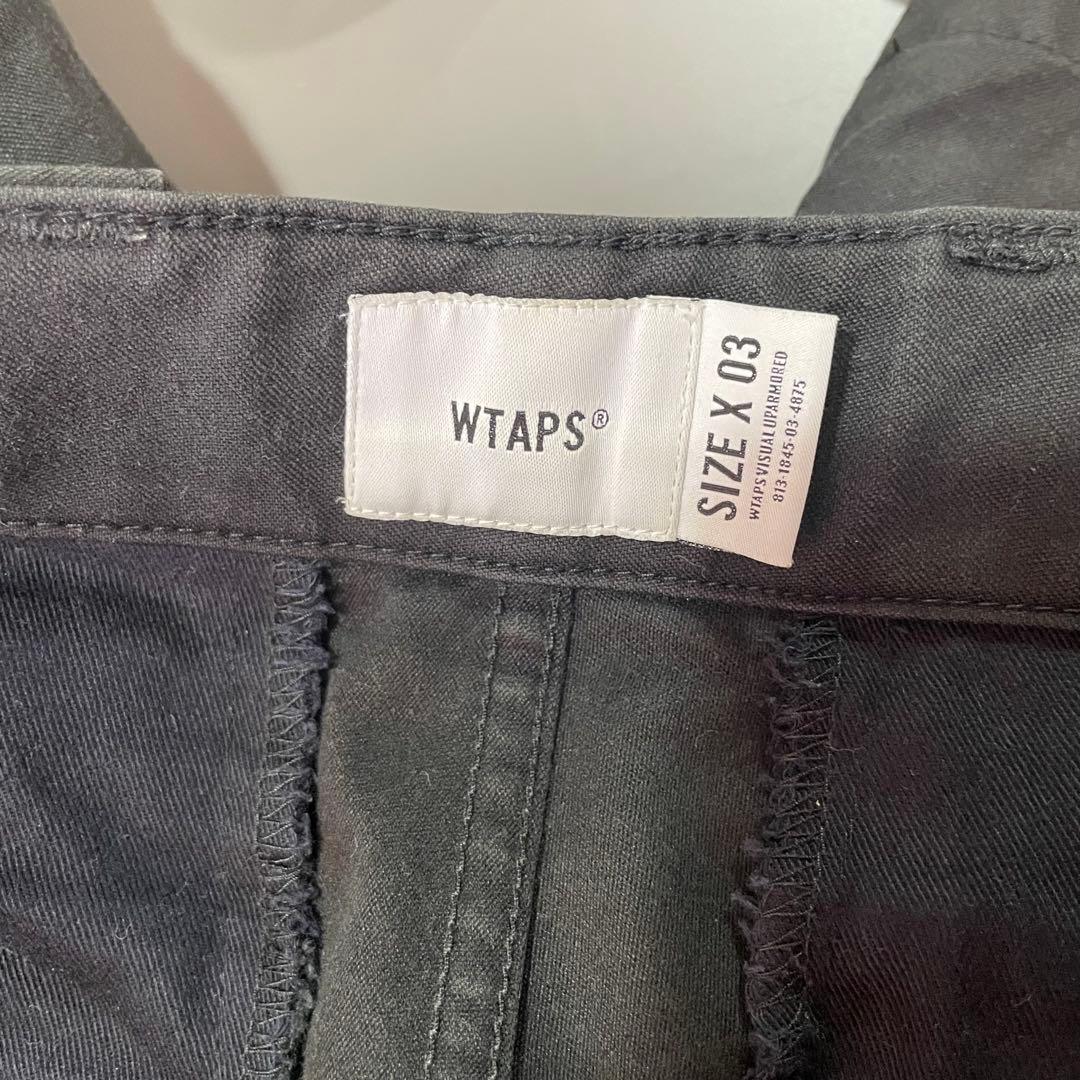 WTAPS®
SIZE X 03
WTAPS VISUAL UPARMORED
813-1845-03-4875